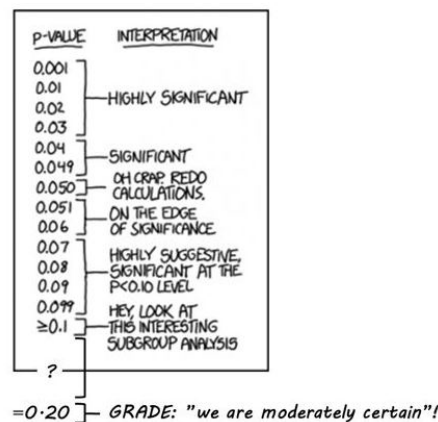 P-VALUE INTERPRETATION
0.001
0.01
0.02
0.03
HIGHLY SIGNIFICANT
0.04
0.049
SIGNIFICANT
0.050
OH CRAP. REDO
CALCULATIONS.
0.051
0.06
ON THE EDGE
OF SIGNIFICANCE
0.07
0.08
0.09
0.099
HIGHLY SUGGESTIVE,
SIGNIFICANT AT THE
P<0.10 LEVEL
≥0.1
HEY, LOOK AT
THIS INTERESTING
SUBGROUP ANALYSIS
?
=0.20 GRADE: "we are moderately certain"!